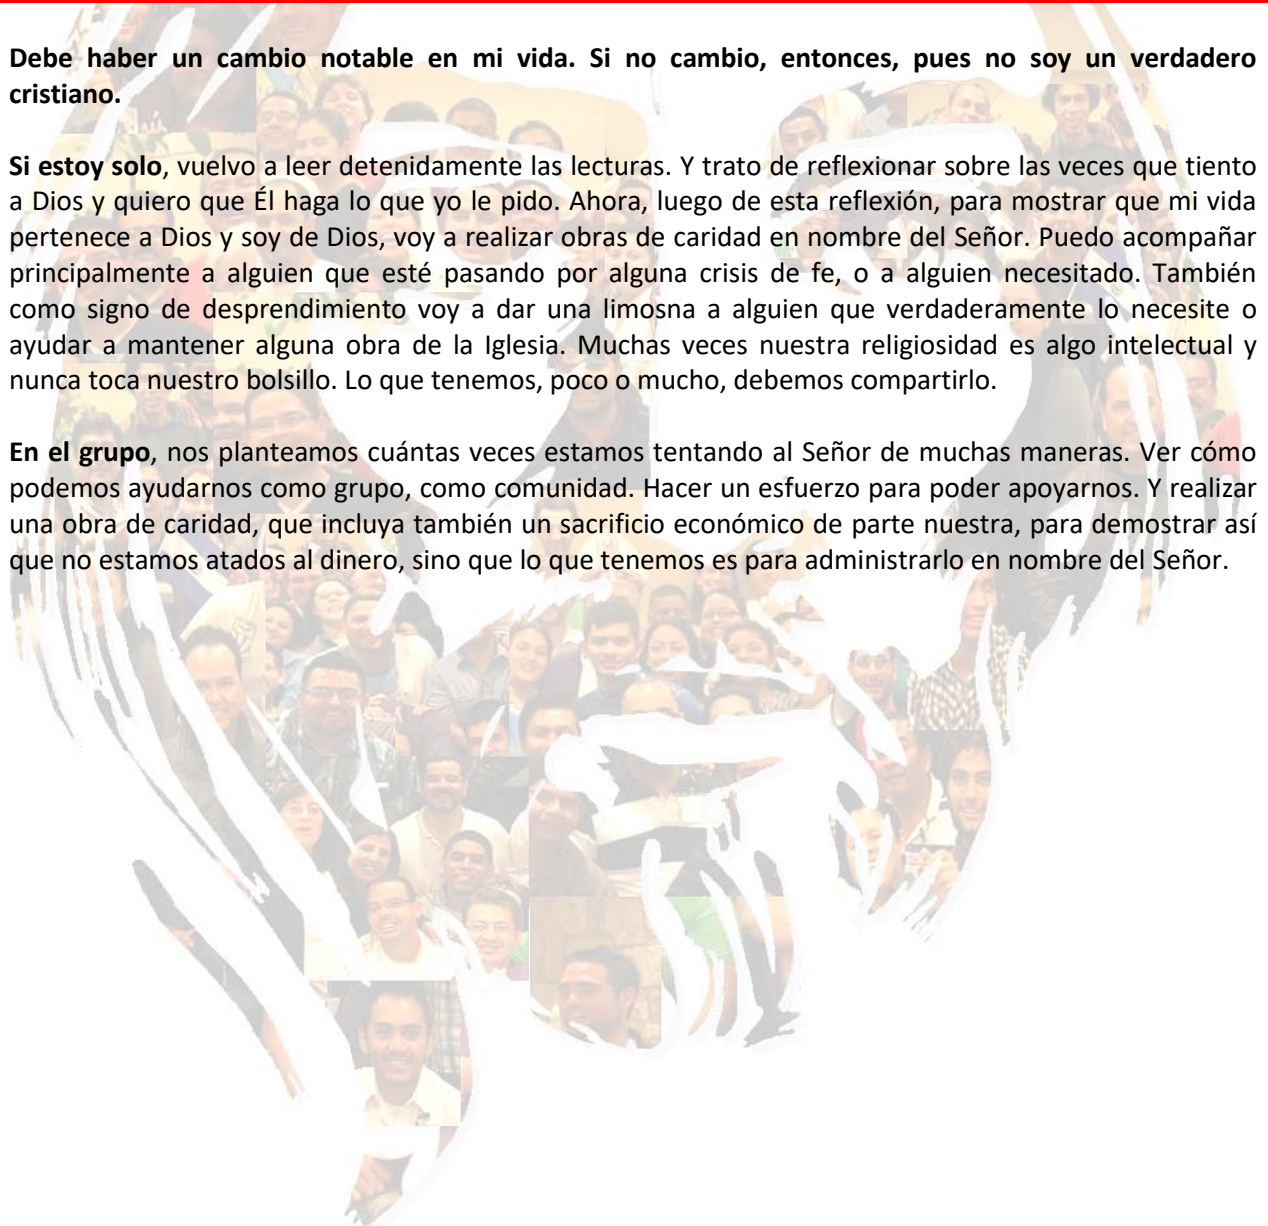 Debe haber un cambio notable en mi vida. Si no cambio, entonces, pues no soy un verdadero
cristiano.
Si estoy solo, vuelvo a leer detenidamente las lecturas. Y trato de reflexionar sobre las veces que tiento
a Dios y quiero que Él haga lo que yo le pido. Ahora, luego de esta reflexión, para mostrar que mi vida
pertenece a Dios y soy de Dios, voy a realizar obras de caridad en nombre del Señor. Puedo acompañar
principalmente a alguien que esté pasando por alguna crisis de fe, o a alguien necesitado. También
como signo de desprendimiento voy a dar una limosna a alguien que verdaderamente lo necesite o
ayudar a mantener alguna obra de la Iglesia. Muchas veces nuestra religiosidad es algo intelectual y
nunca toca nuestro bolsillo. Lo que tenemos, poco o mucho, debemos compartirlo.
En el grupo, nos planteamos cuántas veces estamos tentando al Señor de muchas maneras. Ver cómo
podemos ayudarnos como grupo, como comunidad. Hacer un esfuerzo para poder apoyarnos. Y realizar
una obra de caridad, que incluya también un sacrificio económico de parte nuestra, para demostrar así
que no estamos atados al dinero, sino que lo que tenemos es para administrarlo en nombre del Señor.